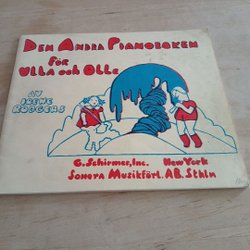 DEN ANDRA PIANOBOKEN
FÖR
ULLA och OLLE
AV
IRENE
RODGERS
G. Schirmer, Inc. New York
Sonora Musikförl. AB. Sthlm